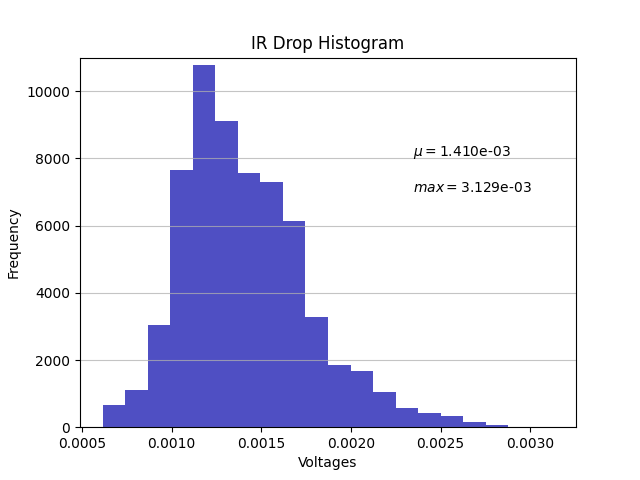 IR Drop Histogram
10000
8000
6000
4000
2000
0
Frequency
μ = 1.410e-03
max = 3.129e-03
0.0005 0.0010 0.0015 0.0020 0.0025 0.0030
Voltages